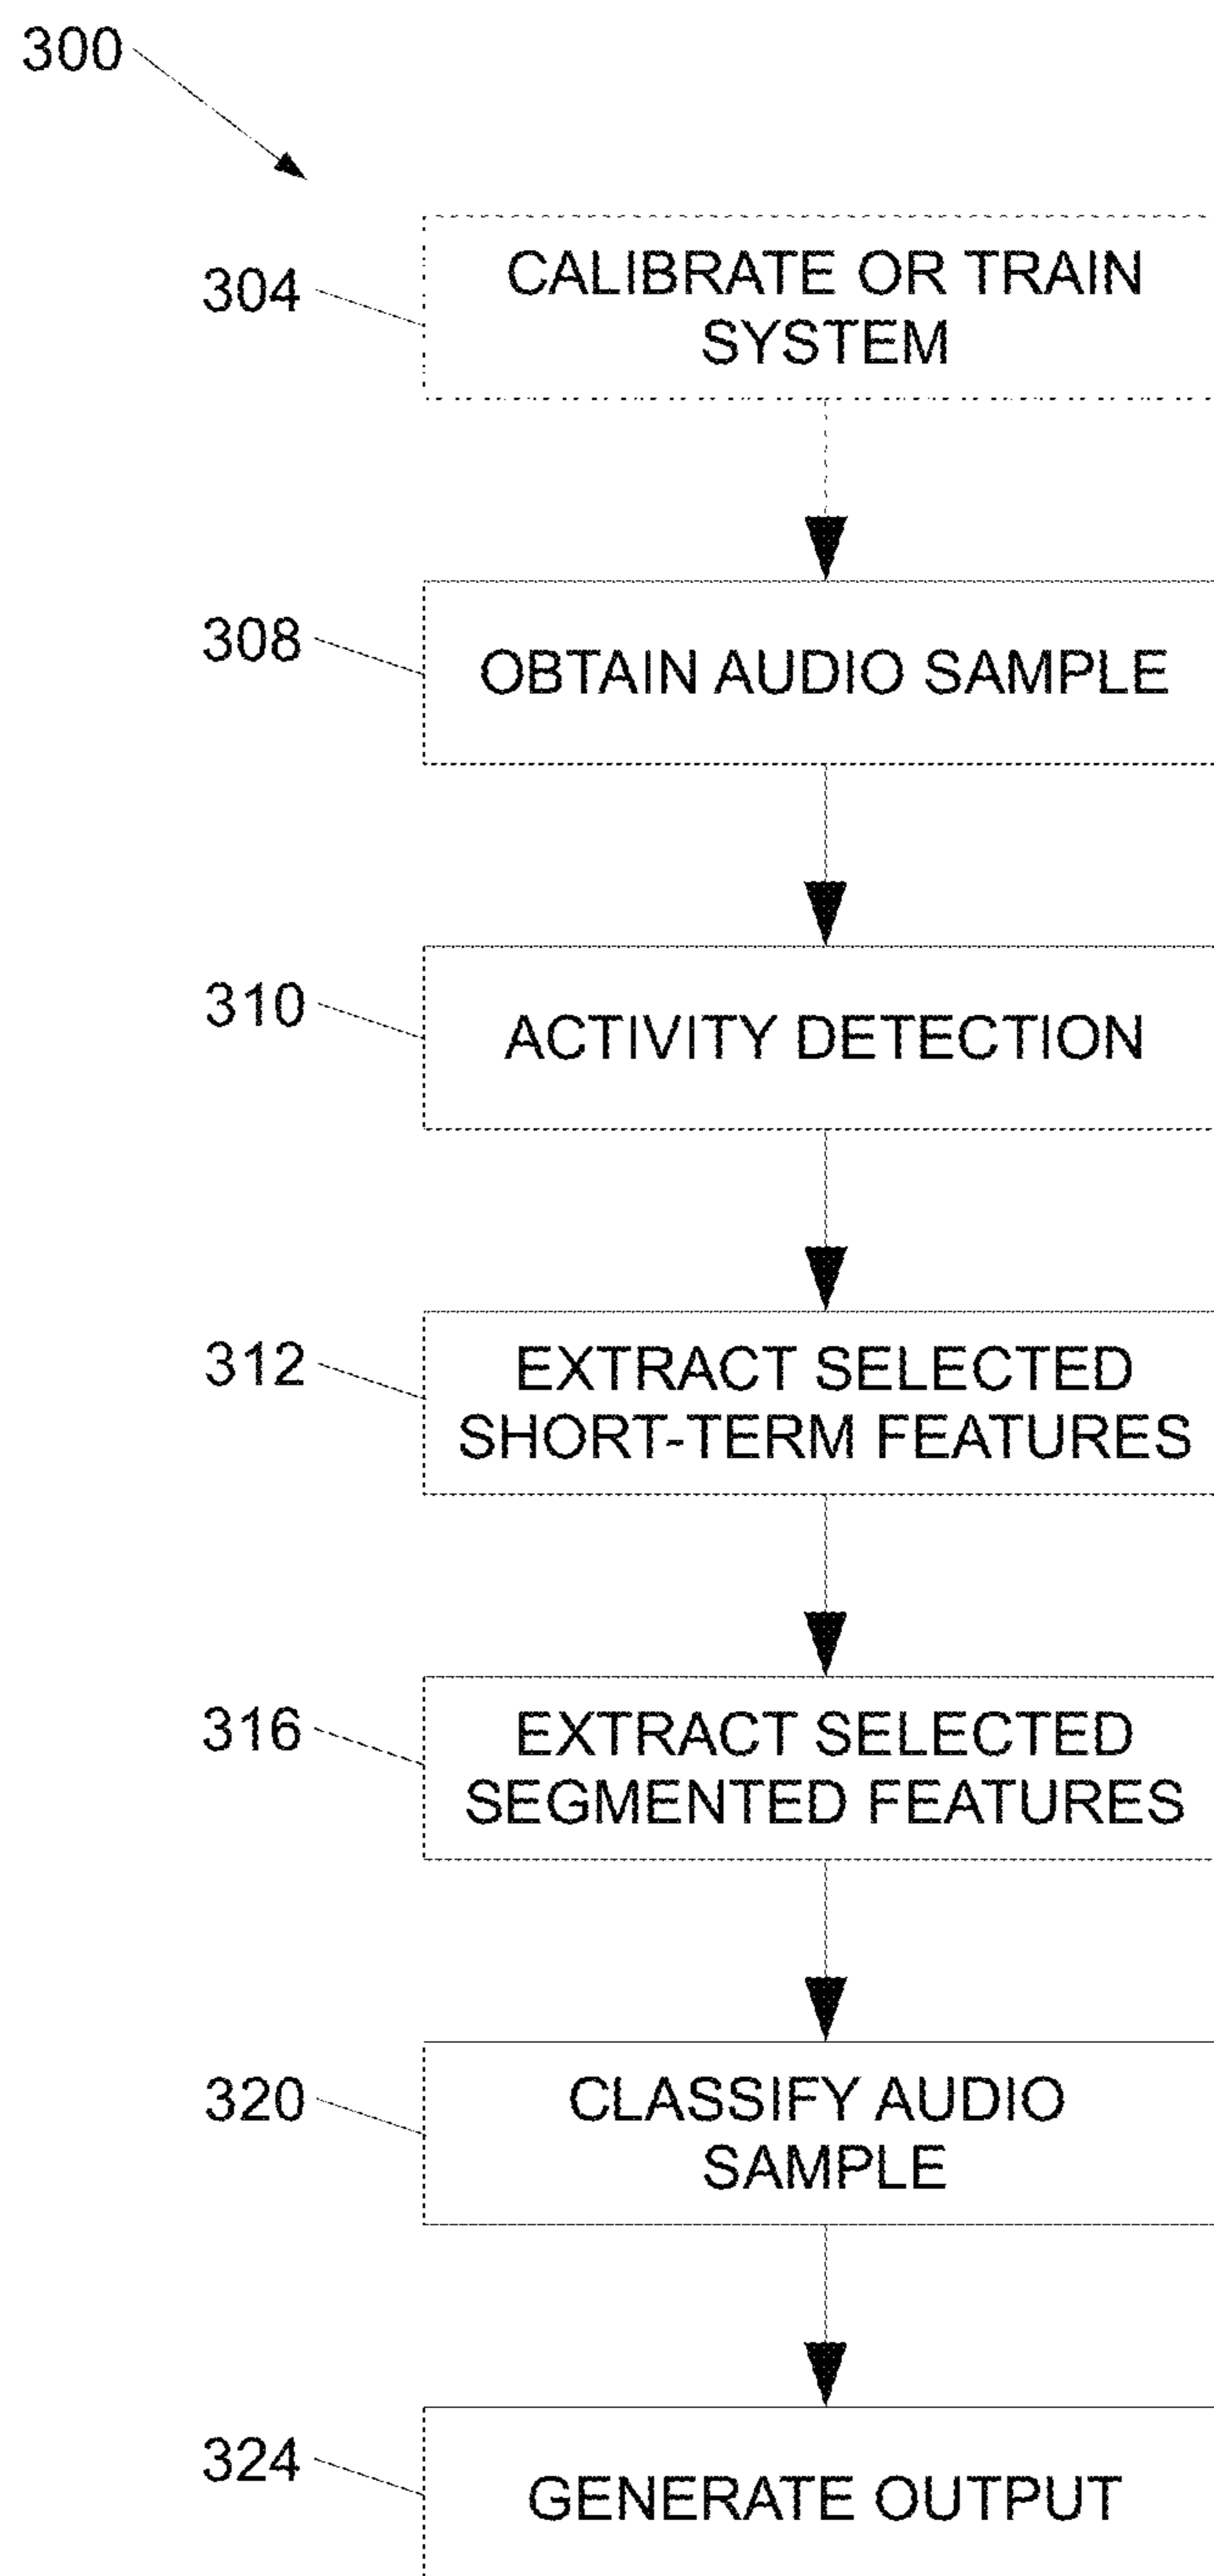 300
304
CALIBRATE OR TRAIN
SYSTEM
308
OBTAIN AUDIO SAMPLE
310
ACTIVITY DETECTION
312
EXTRACT SELECTED
SHORT-TERM FEATURES
316
EXTRACT SELECTED
SEGMENTED FEATURES
320
CLASSIFY AUDIO
SAMPLE
324
GENERATE OUTPUT